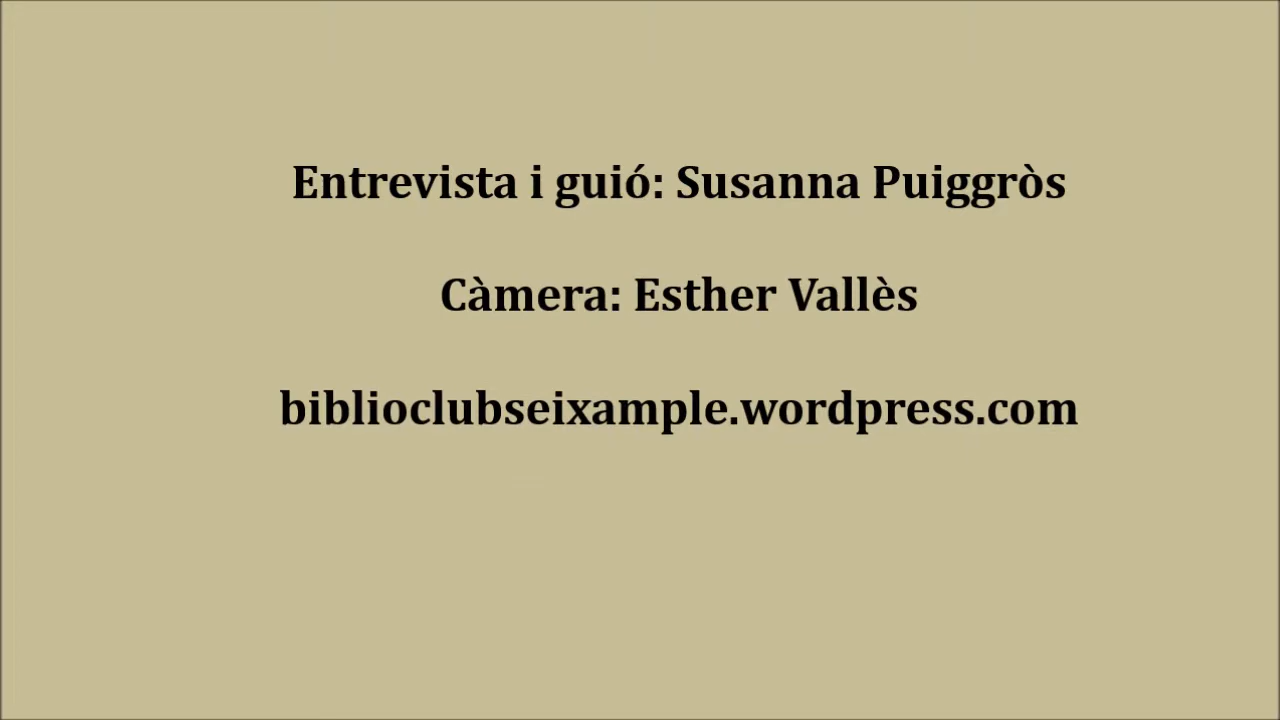 Entrevista i guió: Susanna Puiggròs
Càmera: Esther Vallès
biblioclubseixample.wordpress.com